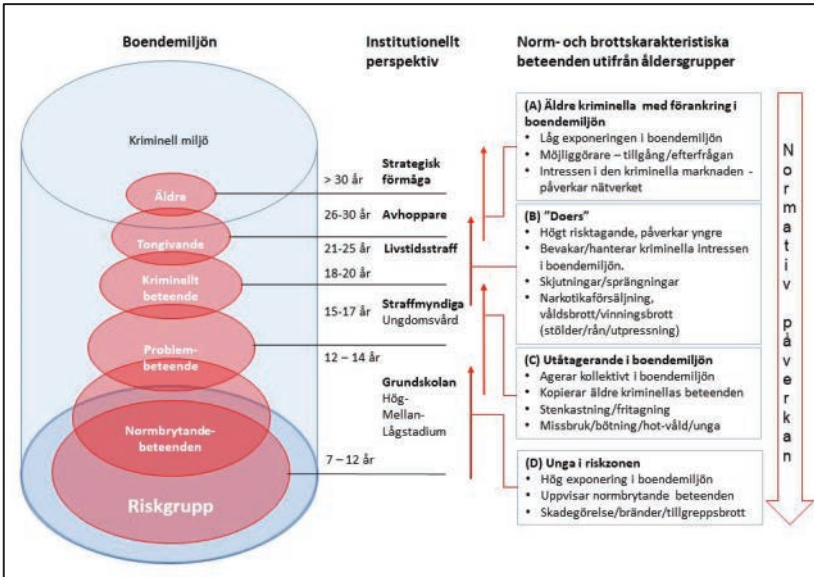 Boendemiljön
Kriminell miljö
Äldre
Tongivande
Kriminellt
beteende
Problem-
beteende
Normbrytande-
beteenden
Riskgrupp
Institutionellt
perspektiv
> 30 år
Strategisk
förmåga
26-30 år
Avhoppare
21-25 år
Livstidsstraff
18-20 år
15-17 år
Straffmyndiga
Ungdomsvård
12 – 14 år
Grundskolan
Hög-
Mellan-
Lågstadium
7 – 12 år
Norm- och brottskarakteristiska
beteenden utifrån åldersgrupper
(A) Äldre kriminella med förankring i
boendemiljön
• Låg exponeringen i boendemiljön
• Möjliggörare – tillgång/efterfrågan
• Intressen i den kriminella marknaden -
påverkar nätverket
(B) "Doers"
• Högt risktagande, påverkar yngre
• Bevakar/hanterar kriminella intressen
i boendemiljön.
• Skjutningar/sprängningar
• Narkotikaförsäljning,
våldsbrott/vinningsbrott
(stölder/rån/utpressning)
(C) Utåtagerande i boendemiljön
• Agerar kollektivt i boendemiljön
• Kopierar äldre kriminellas beteenden
• Stenkastning/fritagning
• Missbruk/bötning/hot-våld/unga
(D) Unga i riskzonen
• Hög exponering i boendemiljön
• Uppvisar normbrytande beteenden
• Skadegörelse/bränder/tillgreppsbrott
Normativ påverkan